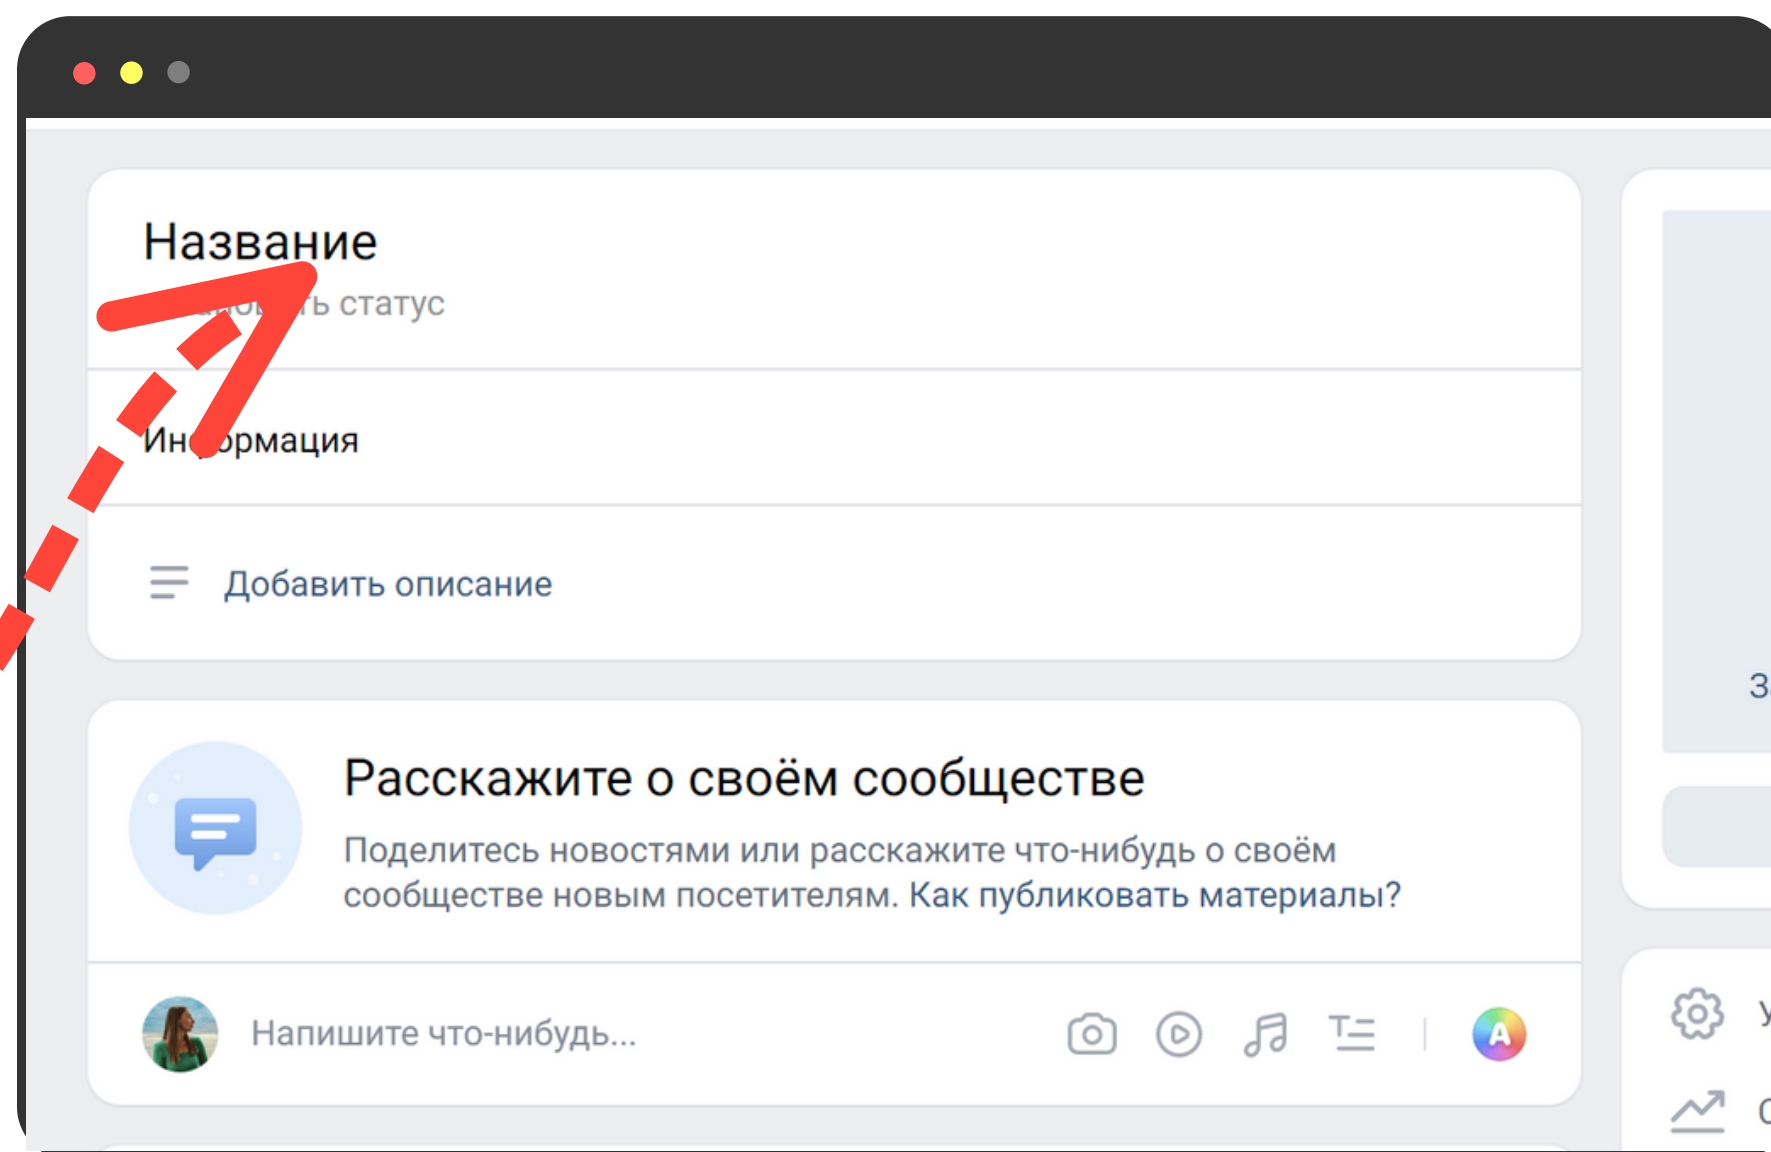 Название
статус
Информация
Добавить описание
Расскажите о своём сообществе
Поделитесь новостями или расскажите что-нибудь о своём
сообществе новым посетителям. Как публиковать материалы?
Напишите что-нибудь...
A